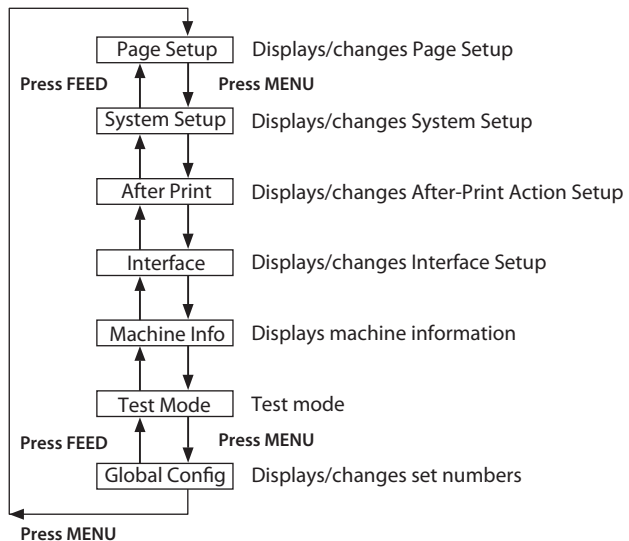 Page Setup Displays/changes Page Setup
Press FEED Press MENU
System Setup Displays/changes System Setup
After Print Displays/changes After-Print Action Setup
Interface Displays/changes Interface Setup
Machine Info Displays machine information
Test Mode Test mode
Press FEED Press MENU
Global Config Displays/changes set numbers
Press MENU